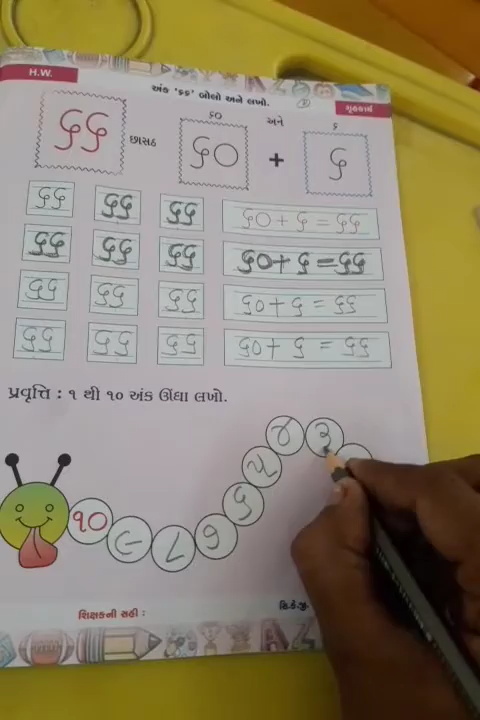 H.W.
અંક '૬૬' બોલો અને લખો.
ગૃહકાર્ય
૬૬ છાસઠ ૬૦ ૬૦ અને + ૬ ૬
૬૬ ૬૬ ૬૬ ૬૦ + ૬ = ૬૬
૬૬ ૬૬ ૬૬ ૬૦ + ૬ = ૬૬
૬૬ ૬૬ ૬૬ ૬૦ + ૬ = ૬૬
૬૬ ૬૬ ૬૬ ૬૦ + ૬ = ૬૬
પ્રવૃત્તિ : ૧ થી ૧૦ અંક ઊંધા લખો.
૧૦ ૯ ૮ ૭ ૬ ૫ ૪ ૩
શિક્ષકની સહી :
સિ.કે.જી.